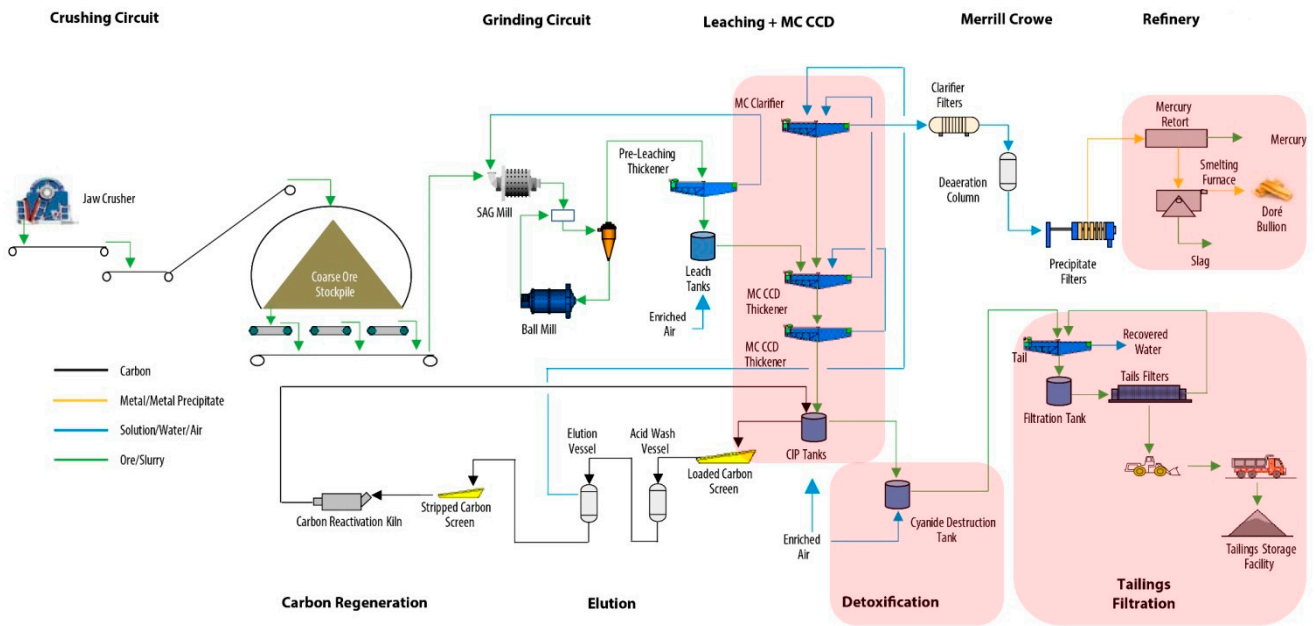 Crushing Circuit
Grinding Circuit
Leaching + MC CCD
Merrill Crowe
Refinery
Jaw Crusher
Coarse Ore
Stockpile
SAG Mill
Ball Mill
Pre-Leaching
Thickener
Leach
Tanks
Enriched
Air
MC Clarifier
MC CCD
Thickener
MC CCD
Thickener
Clarifier
Filters
Deaeration
Column
Precipitate
Filters
Mercury
Retort
Mercury
Smelting
Furnace
Doré
Bullion
Slag
Carbon
Metal/Metal Precipitate
Solution/Water/Air
Ore/Slurry
Carbon Reactivation Kiln
Stripped Carbon
Screen
Elution
Vessel
Acid Wash
Vessel
Loaded Carbon
Screen
CIP Tanks
Enriched
Air
Cyanide Destruction
Tank
Tail
Recovered
Water
Filtration Tank
Tails Filters
Tailings Storage
Facility
Carbon Regeneration
Elution
Detoxification
Tailings
Filtration